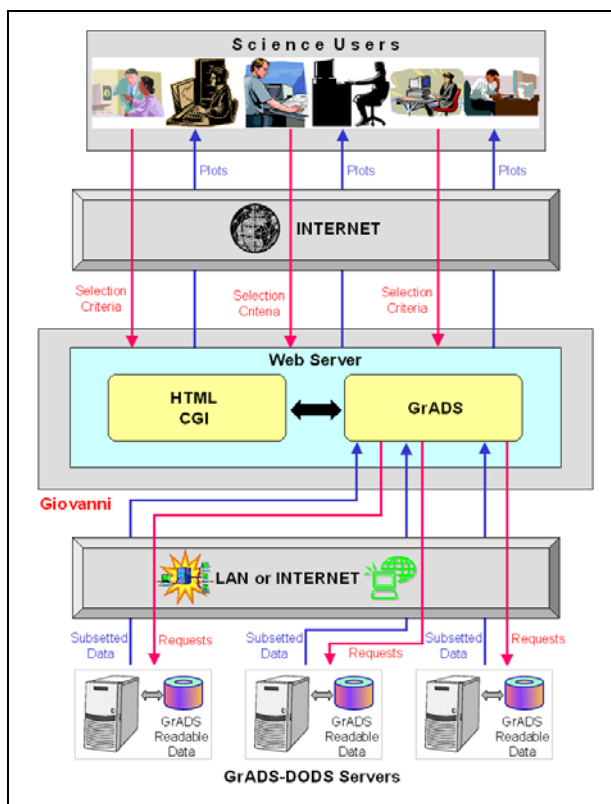 Science Users
Plots Plots Plots
INTERNET
Selection Selection Selection
Criteria Criteria Criteria
Web Server
HTML
CGI
GrADS
Giovanni
LAN or INTERNET
Subsetted Requests Subsetted Requests Subsetted Requests
Data Data Data
GrADS GrADS GrADS
Readable Readable Readable
Data Data Data
GrADS-DODS Servers